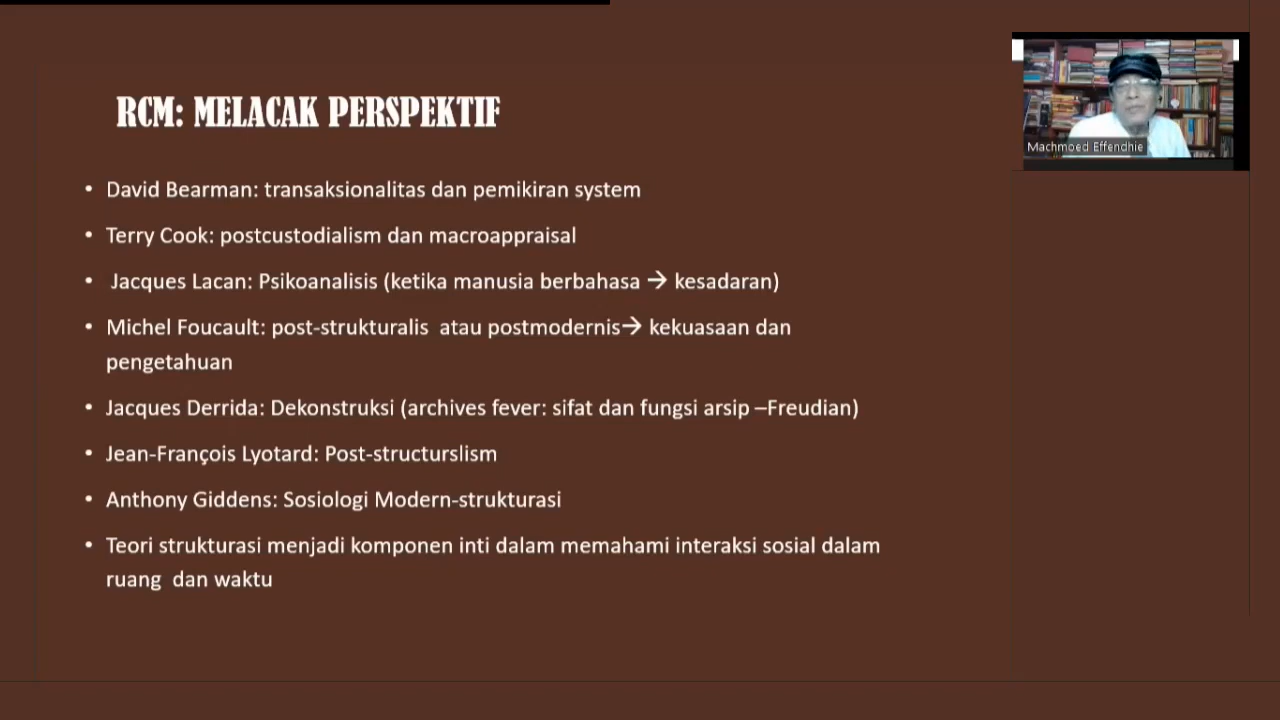 RCM: MELACAK PERSPEKTIF
Machmoed Effendhie
• David Bearman: transaksionalitas dan pemikiran system
• Terry Cook: postcustodialism dan macroappraisal
• Jacques Lacan: Psikoanalisis (ketika manusia berbahasa → kesadaran)
• Michel Foucault: post-strukturalis atau postmodernis→ kekuasaan dan
pengetahuan
• Jacques Derrida: Dekonstruksi (archives fever: sifat dan fungsi arsip –Freudian)
• Jean-François Lyotard: Post-structurslism
• Anthony Giddens: Sosiologi Modern-strukturasi
• Teori strukturasi menjadi komponen inti dalam memahami interaksi sosial dalam
ruang dan waktu